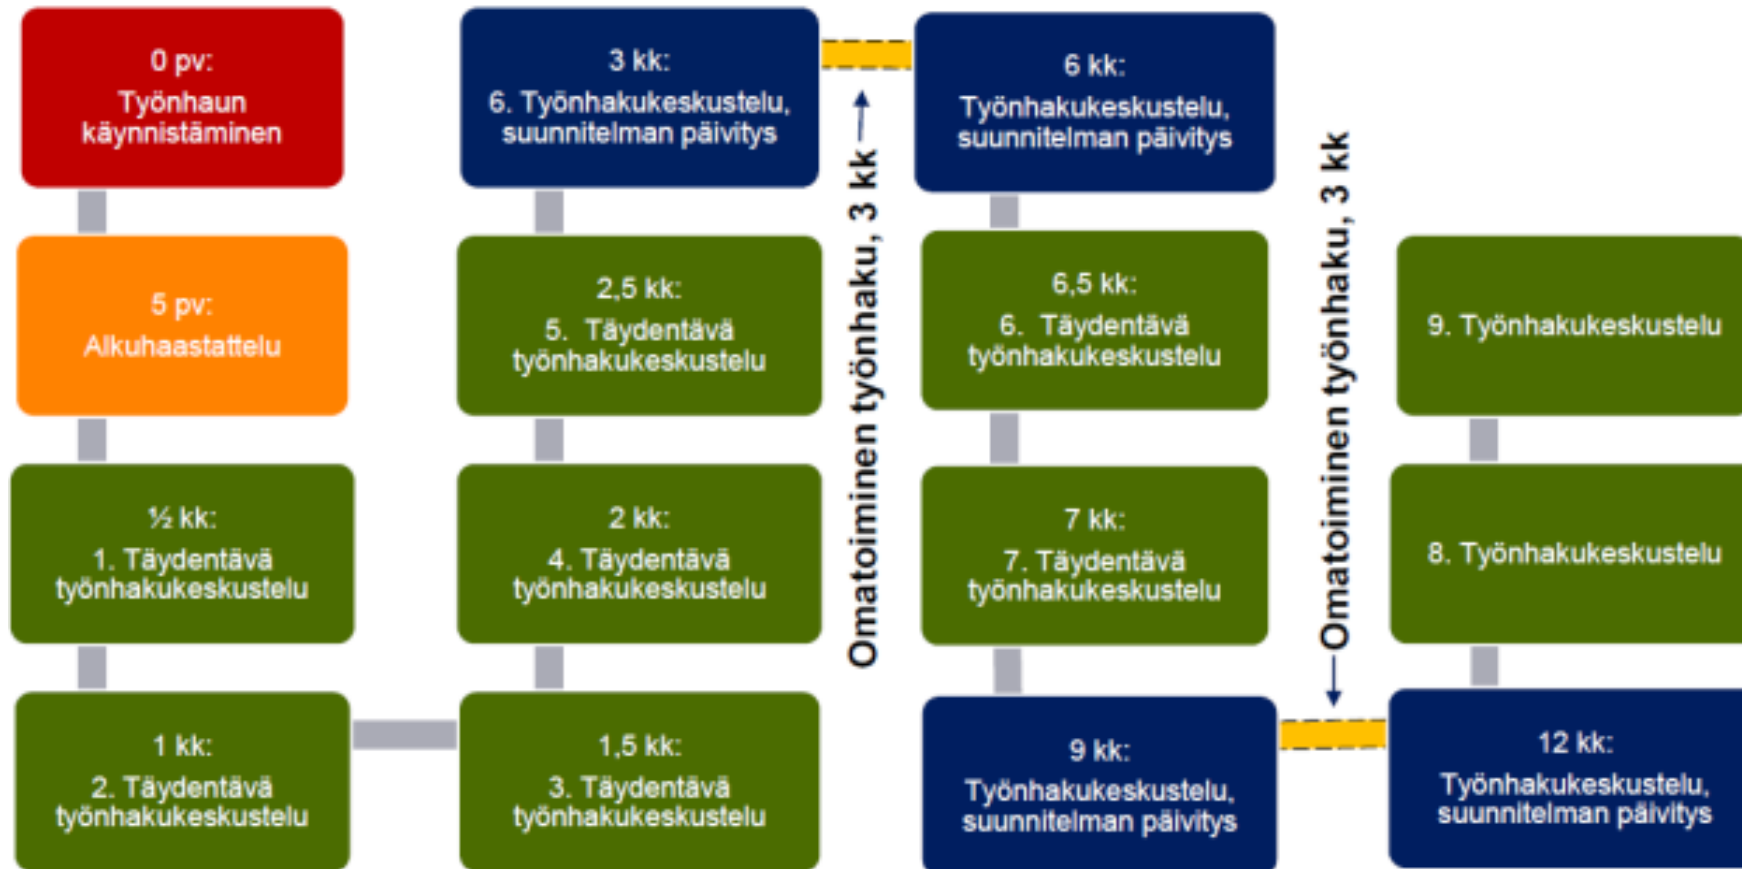 0 pv:
Työnhaun
käynnistäminen
5 pv:
Alkuhaastattelu
½ kk:
1. Täydentävä
työnhakukeskustelu
1 kk:
2. Täydentävä
työnhakukeskustelu
1,5 kk:
3. Täydentävä
työnhakukeskustelu
2 kk:
4. Täydentävä
työnhakukeskustelu
2,5 kk:
5. Täydentävä
työnhakukeskustelu
3 kk:
6. Työnhakukeskustelu,
suunnitelman päivitys
Omatoiminen työnhaku, 3 kk
6 kk:
Työnhakukeskustelu,
suunnitelman päivitys
6,5 kk:
6. Täydentävä
työnhakukeskustelu
7 kk:
7. Täydentävä
työnhakukeskustelu
9 kk:
Työnhakukeskustelu,
suunnitelman päivitys
Omatoiminen työnhaku, 3 kk
12 kk:
Työnhakukeskustelu,
suunnitelman päivitys
8. Työnhakukeskustelu
9. Työnhakukeskustelu